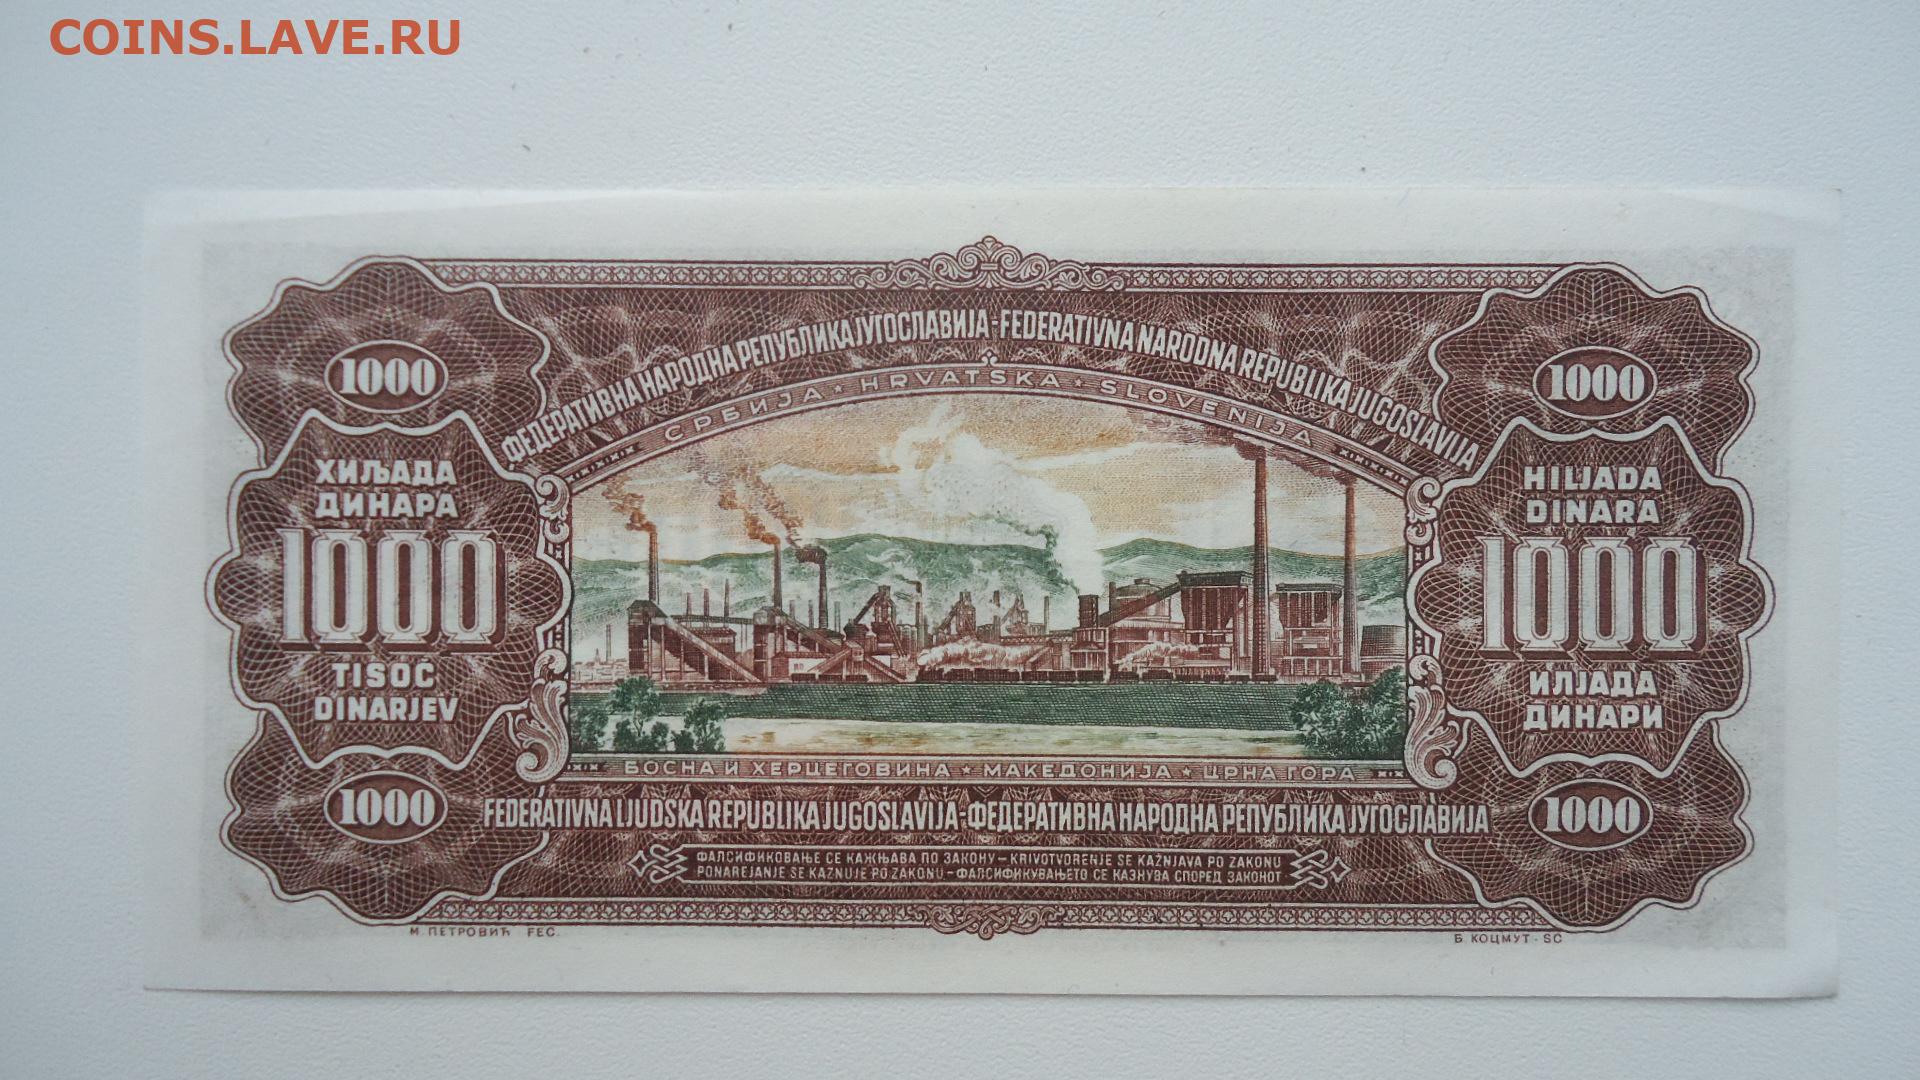 COINS.LAVE.RU
ФЕДЕРАТИВНА НАРОДНА РЕПУБЛИКА ЈУГОСЛАВИЈА-FEDERATIVNA NARODNA REPUBLIKA JUGOSLAVIJA
СРБИЈА ★ HRVATSKA ★ SLOVENIJA
1000
ХИЉАДА
ДИНАРА
1000
TISOČ
DINARJEV
1000
1000
HILJADA
DINARA
1000
ИЛЈАДА
ДИНАРИ
1000
БОСНА И ХЕРЦЕГОВИНА ★ МАКЕДОНИЈА ★ ЦРНА ГОРА
FEDERATIVNA LJUDSKA REPUBLIKA JUGOSLAVIJA-ФЕДЕРАТИВНА НАРОДНА РЕПУБЛИКА ЈУГОСЛАВИЈА
ФАЛСИФИКОВАЊЕ СЕ КАЖЊАВА ПО ЗАКОНУ – KRIVOTVORENJE SE KAŽNJAVA PO ZAKONU
PONAREJANJE SE KAZNUJE PO ZAKONU – ФАЛСИФИКУВАЊЕТО СЕ КАЗНУВА СПОРЕД ЗАКОНОТ
М. ПЕТРОВИЋ FEC.
Б. КОЦМУТ · SC